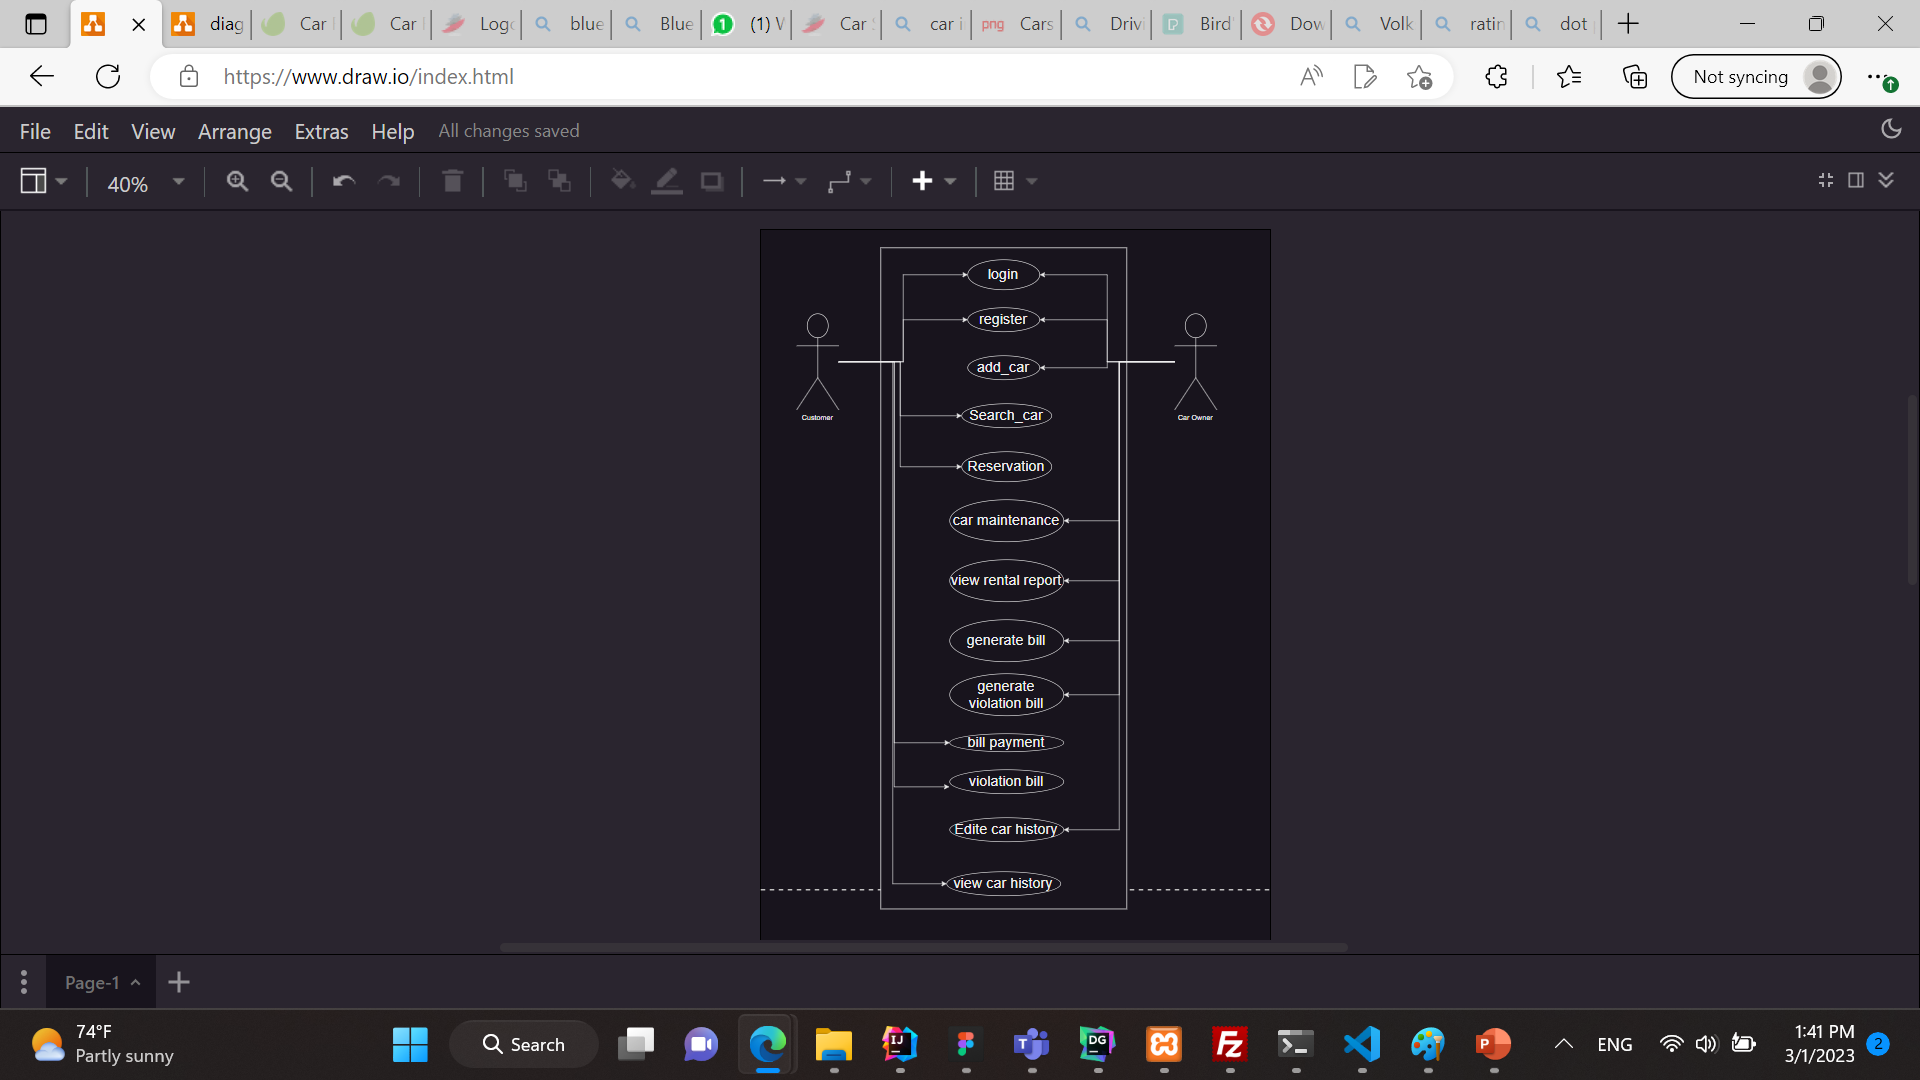 diag
Car
Car
Logo
blue
Blue
(1) W
Car S
car i
png Cars
Drivi
Bird'
Dow
Volk
ratin
dot
https://www.draw.io/index.html
Not syncing
File Edit View Arrange Extras Help All changes saved
40%
login
register
add_car
Search_car
Reservation
car maintenance
view rental report
generate bill
generate
violation bill
bill payment
violation bill
Edite car history
view car history
Customer
Car Owner
Page-1
74°F
Partly sunny
Search
ENG
1:41 PM
3/1/2023
2